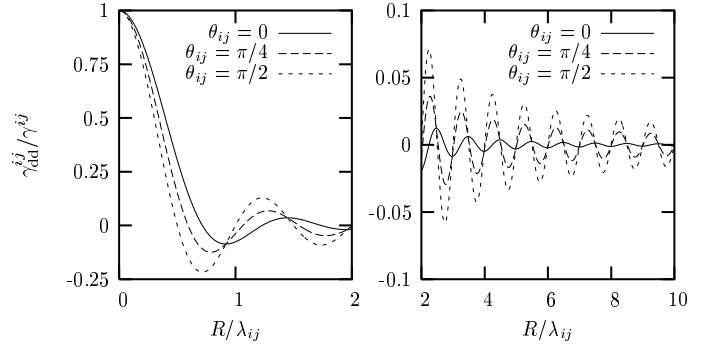 1
0.75
0.5
0.25
0
-0.25
γ_dd^{ij}/γ^{ij}
θ_{ij} = 0
θ_{ij} = π/4
θ_{ij} = π/2
0
1
2
R/λ_{ij}
0.1
0.05
0
-0.05
-0.1
θ_{ij} = 0
θ_{ij} = π/4
θ_{ij} = π/2
2
4
6
8
10
R/λ_{ij}